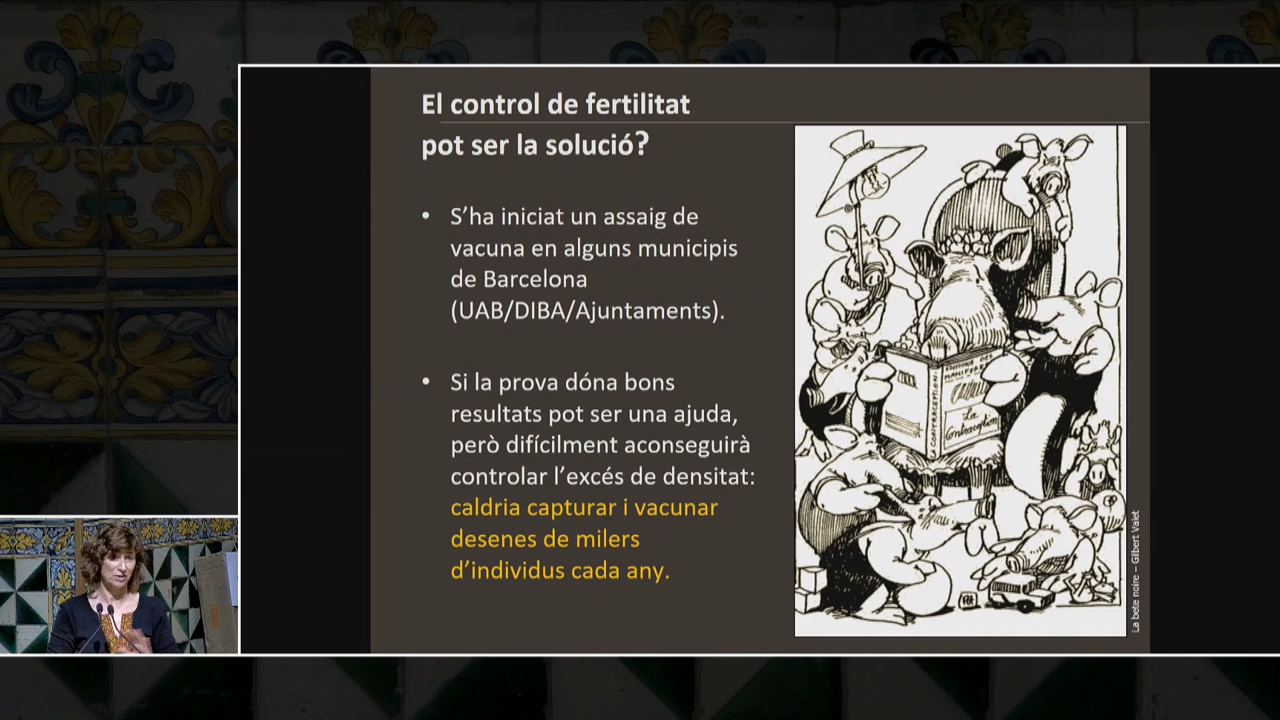 El control de fertilitat
pot ser la solució?
• S'ha iniciat un assaig de
vacuna en alguns municipis
de Barcelona
(UAB/DIBA/Ajuntaments).
• Si la prova dóna bons
resultats pot ser una ajuda,
però difícilment aconseguirà
controlar l'excés de densitat:
caldria capturar i vacunar
desenes de milers
d'individus cada any.
La
Contraception
La bete noire – Gilbert Valet